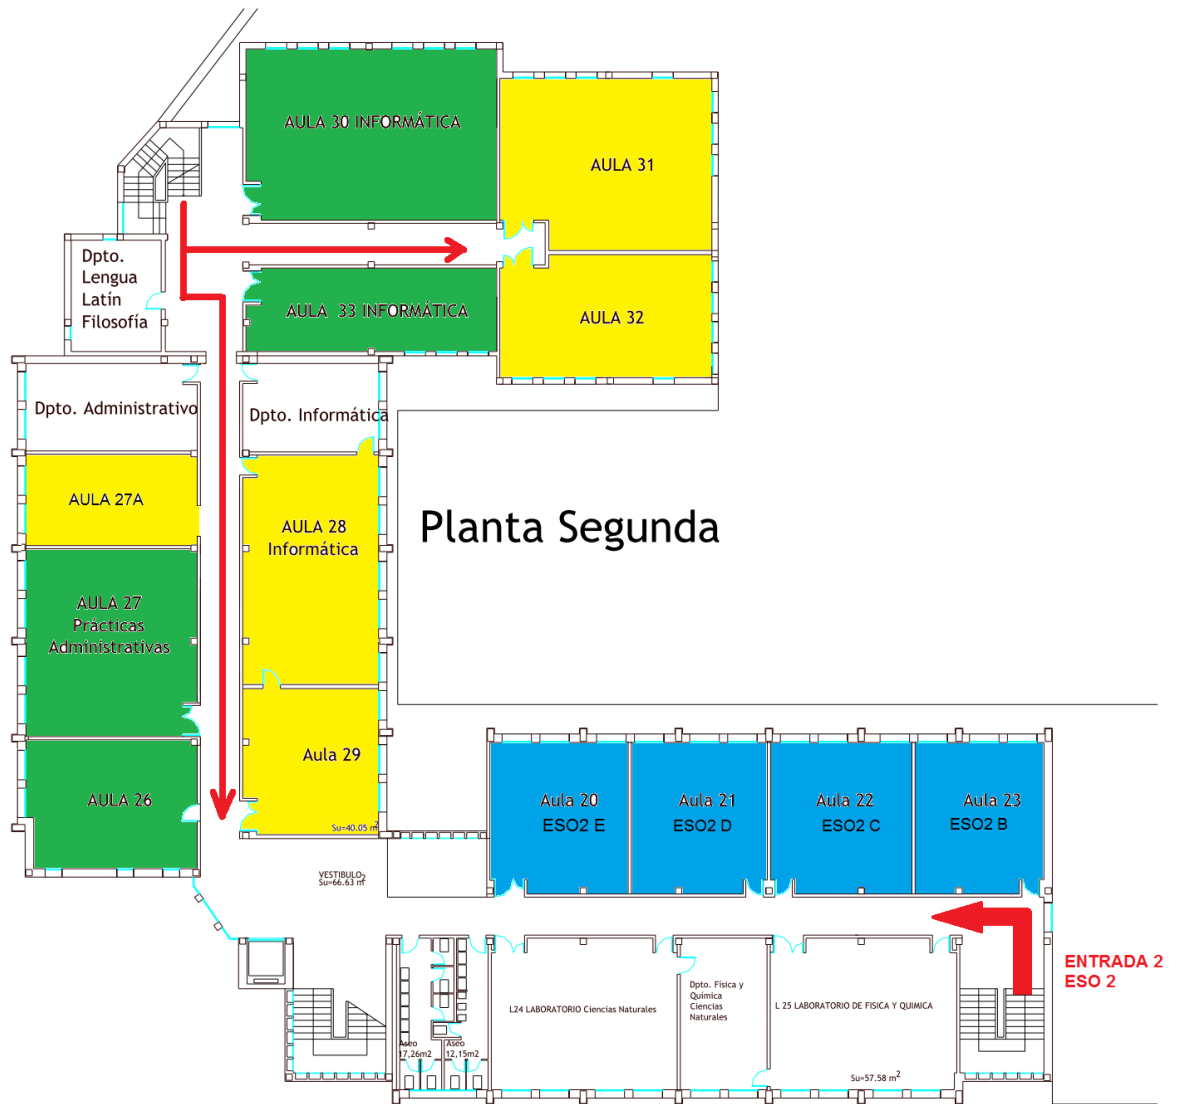 AULA 30 INFORMÁTICA
AULA 31
Dpto.
Lengua
Latín
Filosofía
AULA 33 INFORMÁTICA
AULA 32
Dpto. Administrativo
Dpto. Informática
AULA 27A
AULA 28
Informática
Planta Segunda
AULA 27
Prácticas
Administrativas
Aula 29
Su=40.05 m2
AULA 26
Aula 20
ESO2 E
Aula 21
ESO2 D
Aula 22
ESO2 C
Aula 23
ESO2 B
VESTIBULO
Su=66.63 m2
ENTRADA 2
ESO 2
Dpto. Física y
Química
Ciencias
Naturales
L24 LABORATORIO Ciencias Naturales
L 25 LABORATORIO DE FISICA Y QUIMICA
Aseo
17,26m2
Aseo
12,15m2
Su=57.58 m2